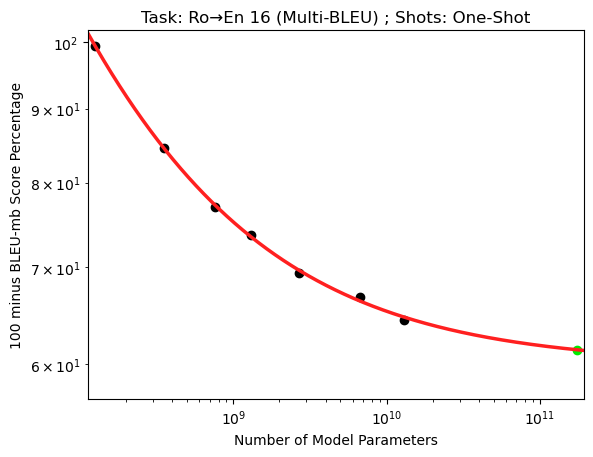 Task: Ro→En 16 (Multi-BLEU) ; Shots: One-Shot
100 minus BLEU-mb Score Percentage
10²
9 × 10¹
8 × 10¹
7 × 10¹
6 × 10¹
10⁹ 10¹⁰ 10¹¹
Number of Model Parameters